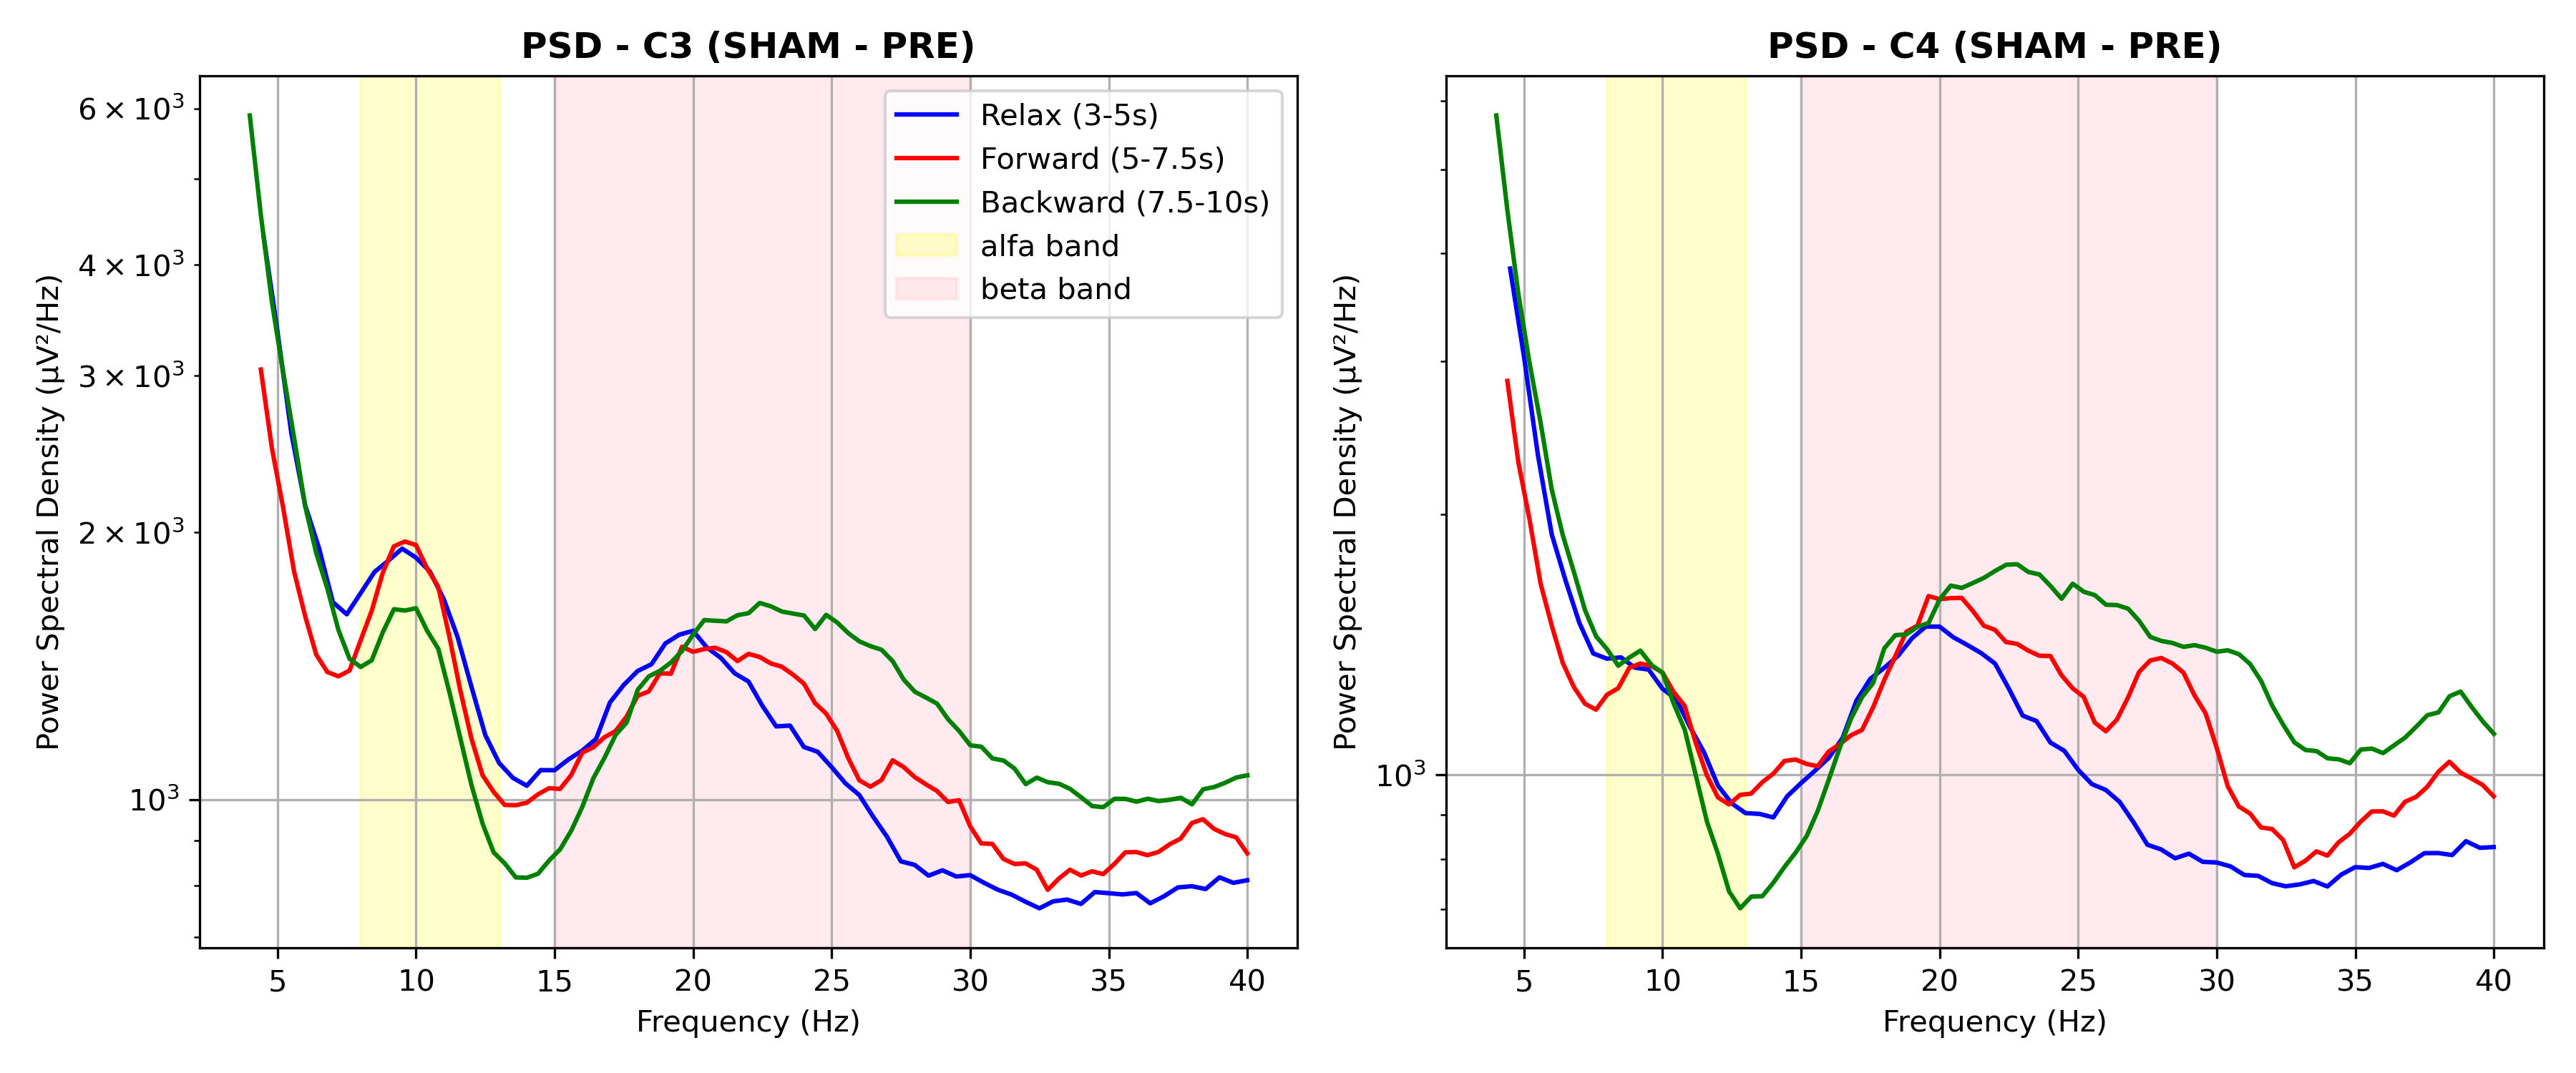 PSD - C3 (SHAM - PRE)
Power Spectral Density (µV²/Hz)
6 × 10³
4 × 10³
3 × 10³
2 × 10³
10³
Relax (3-5s)
Forward (5-7.5s)
Backward (7.5-10s)
alfa band
beta band
5 10 15 20 25 30 35 40
Frequency (Hz)
PSD - C4 (SHAM - PRE)
Power Spectral Density (µV²/Hz)
10³
5 10 15 20 25 30 35 40
Frequency (Hz)